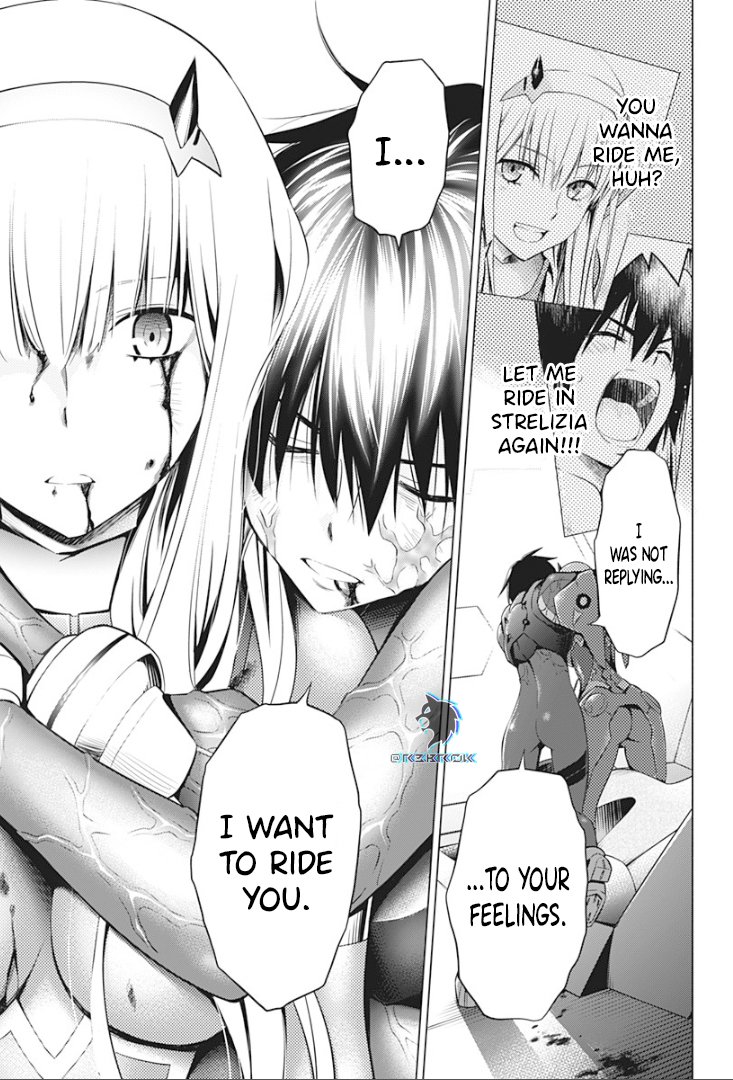 YOU
WANNA
RIDE ME,
HUH?
LET ME
RIDE IN
STRELIZIA
AGAIN!!!
I
WAS NOT
REPLYING...
...TO YOUR
FEELINGS.
I...
I WANT
TO RIDE
YOU.